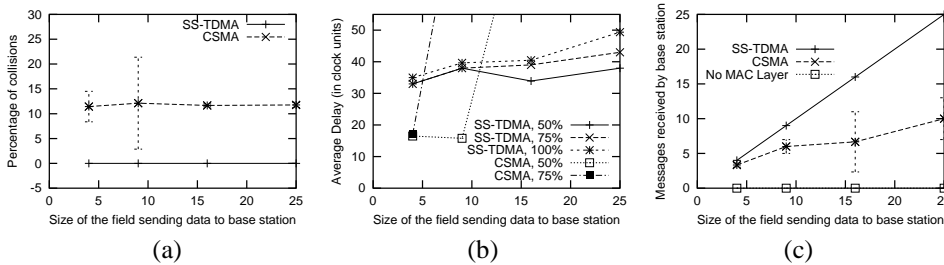 Percentage of collisions
30
25
20
15
10
5
0
-5
0 5 10 15 20 25
Size of the field sending data to base station
SS-TDMA
CSMA
(a)
Average Delay (in clock units)
60
50
40
30
20
10
0
0 5 10 15 20 25
Size of the field sending data to base station
SS-TDMA, 50%
SS-TDMA, 75%
SS-TDMA, 100%
CSMA, 50%
CSMA, 75%
(b)
Messages received by base station
25
20
15
10
5
0
0 5 10 15 20 25
Size of the field sending data to base station
SS-TDMA
CSMA
No MAC Layer
(c)